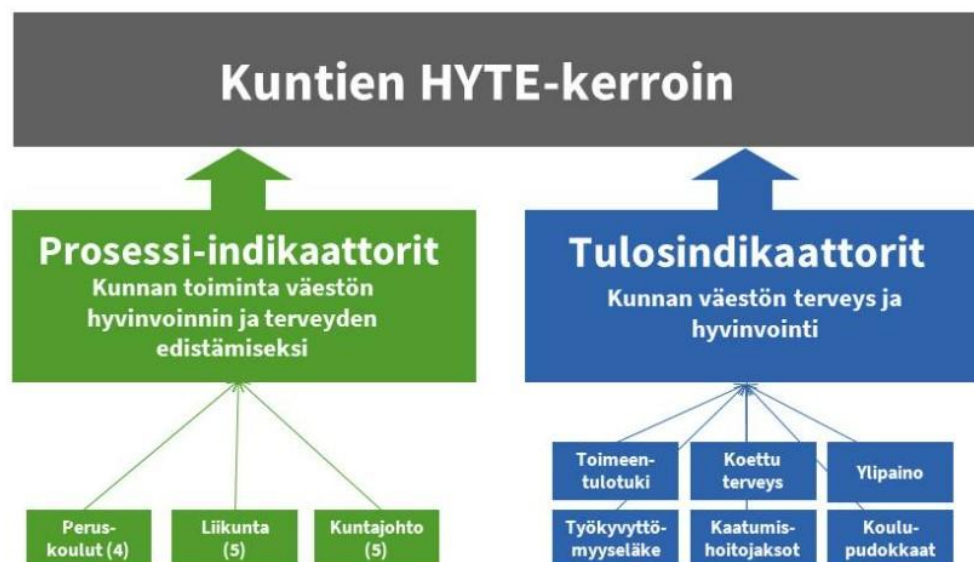 Kuntien HYTE-kerroin
Prosessi-indikaattorit
Kunnan toiminta väestön
hyvinvoinnin ja terveyden
edistämiseksi
Tulosindikaattorit
Kunnan väestön terveys ja
hyvinvointi
Perus-
koulut (4)
Liikunta
(5)
Kuntajohto
(5)
Toimeen-
tulotuki
Koettu
terveys
Ylipaino
Työkyvyttö-
myyseläke
Kaatumis-
hoitojaksot
Koulu-
pudokkaat